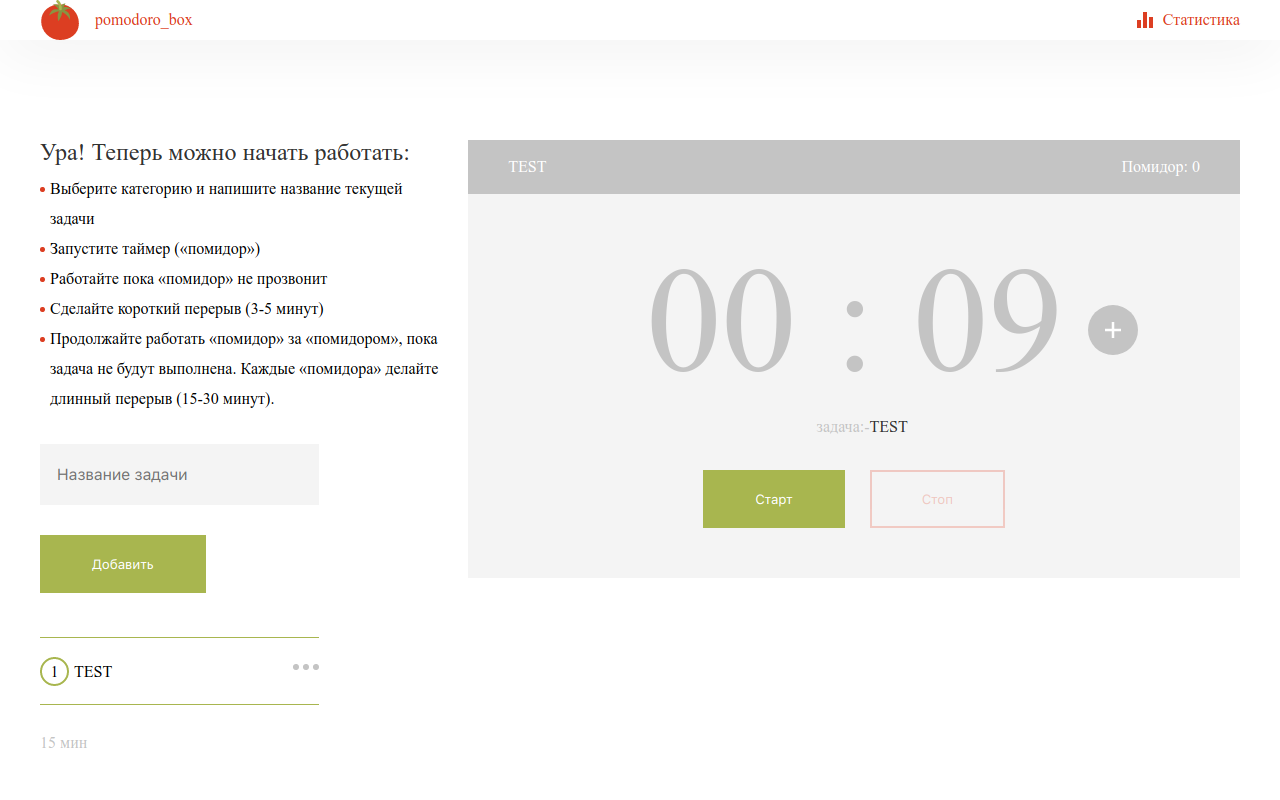 pomodoro_box
Статистика
Ура! Теперь можно начать работать:
Выберите категорию и напишите название текущей
задачи
Запустите таймер («помидор»)
Работайте пока «помидор» не прозвонит
Сделайте короткий перерыв (3-5 минут)
Продолжайте работать «помидор» за «помидором», пока
задача не будут выполнена. Каждые «помидора» делайте
длинный перерыв (15-30 минут).
Название задачи
Добавить
1 TEST
15 мин
TEST
Помидор: 0
00 : 09
задача:-TEST
Старт
Стоп